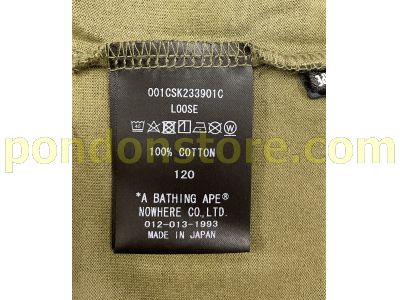 001CSK233901C
LOOSE
100% COTTON
pondonstore.com
120
*A BATHING APE®
NOWHERE CO.,LTD.
012-013-1993
MADE IN JAPAN